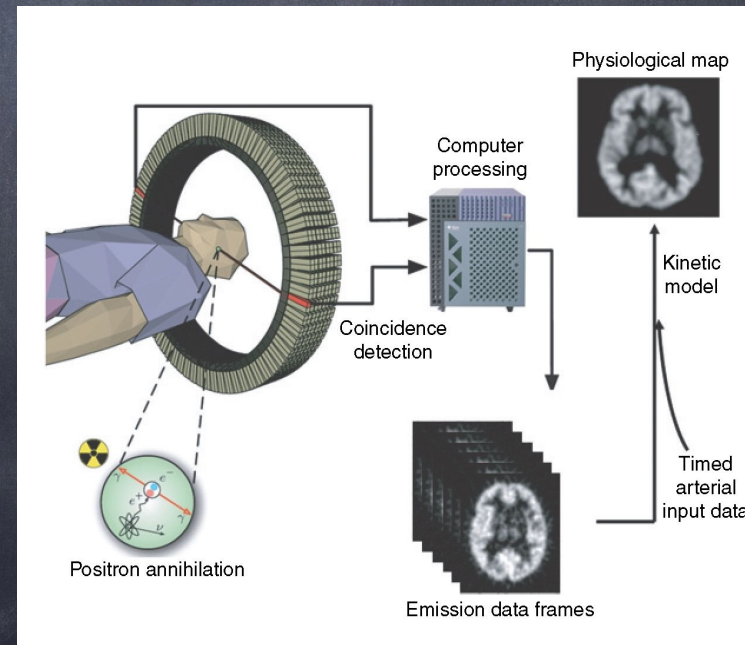 Physiological map
Computer
processing
Kinetic
model
Coincidence
detection
Timed
arterial
input data
γ
e⁻
e⁺
γ
ν
Positron annihilation
Emission data frames